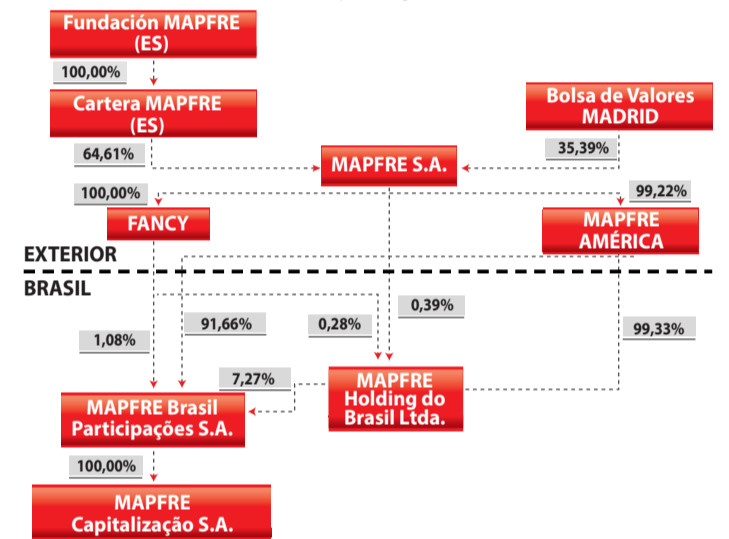 Fundación MAPFRE
(ES)
100,00%
Cartera MAPFRE
(ES)
Bolsa de Valores
MADRID
64,61%
35,39%
MAPFRE S.A.
100,00%
99,22%
FANCY
MAPFRE
AMÉRICA
EXTERIOR
BRASIL
1,08%
91,66%
0,28%
0,39%
99,33%
7,27%
MAPFRE
Holding do
Brasil Ltda.
MAPFRE Brasil
Participações S.A.
100,00%
MAPFRE
Capitalização S.A.